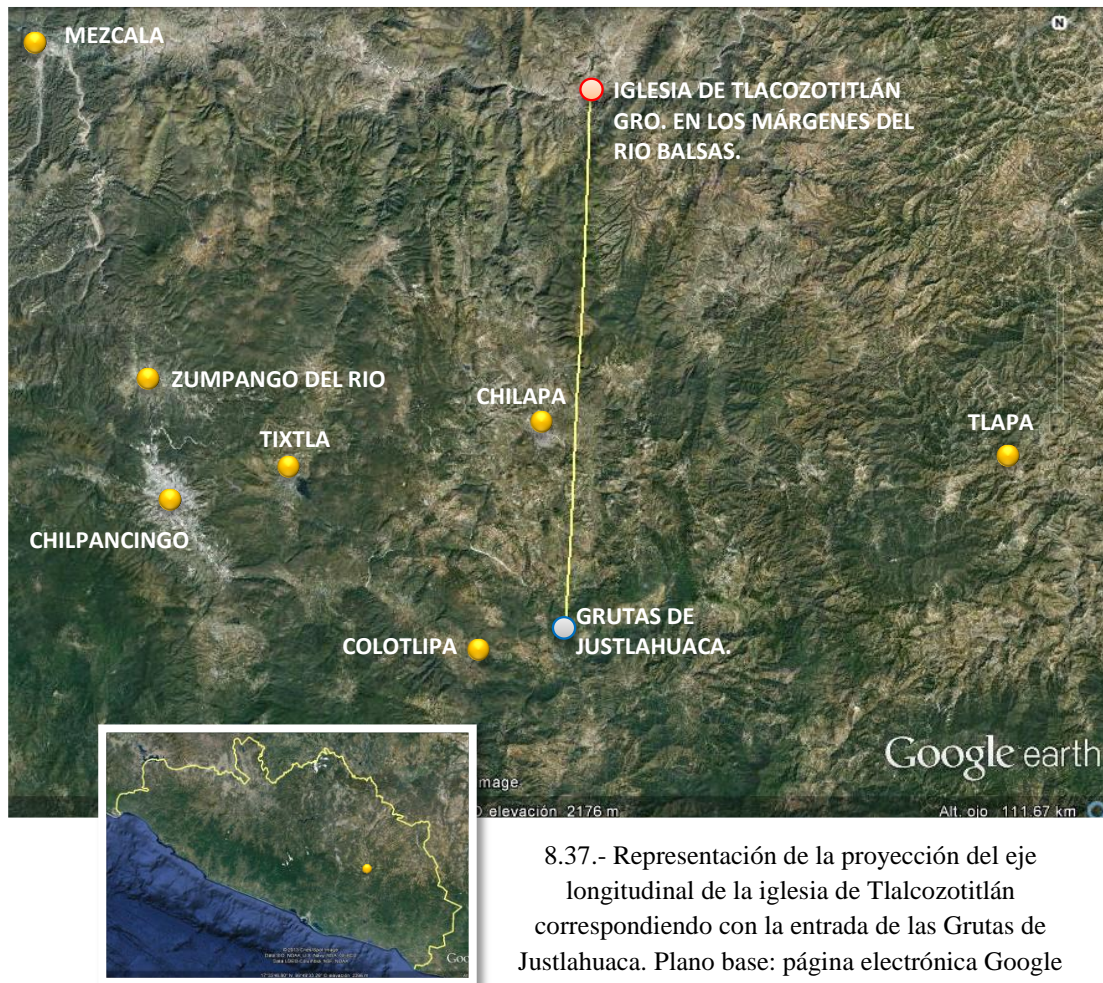 MEZCALA
N
IGLESIA DE TLACOZOTITLÁN
GRO. EN LOS MÁRGENES DEL
RIO BALSAS.
ZUMPANGO DEL RIO
CHILAPA
TIXTLA
TLAPA
CHILPANCINGO
GRUTAS DE
JUSTLAHUACA.
COLOTLIPA
Google earth
mage
elevación 2176 m
Alt. ojo 111.67 km
8.37.- Representación de la proyección del eje
longitudinal de la iglesia de Tlalcozotitlán
correspondiendo con la entrada de las Grutas de
Justlahuaca. Plano base: página electrónica Google